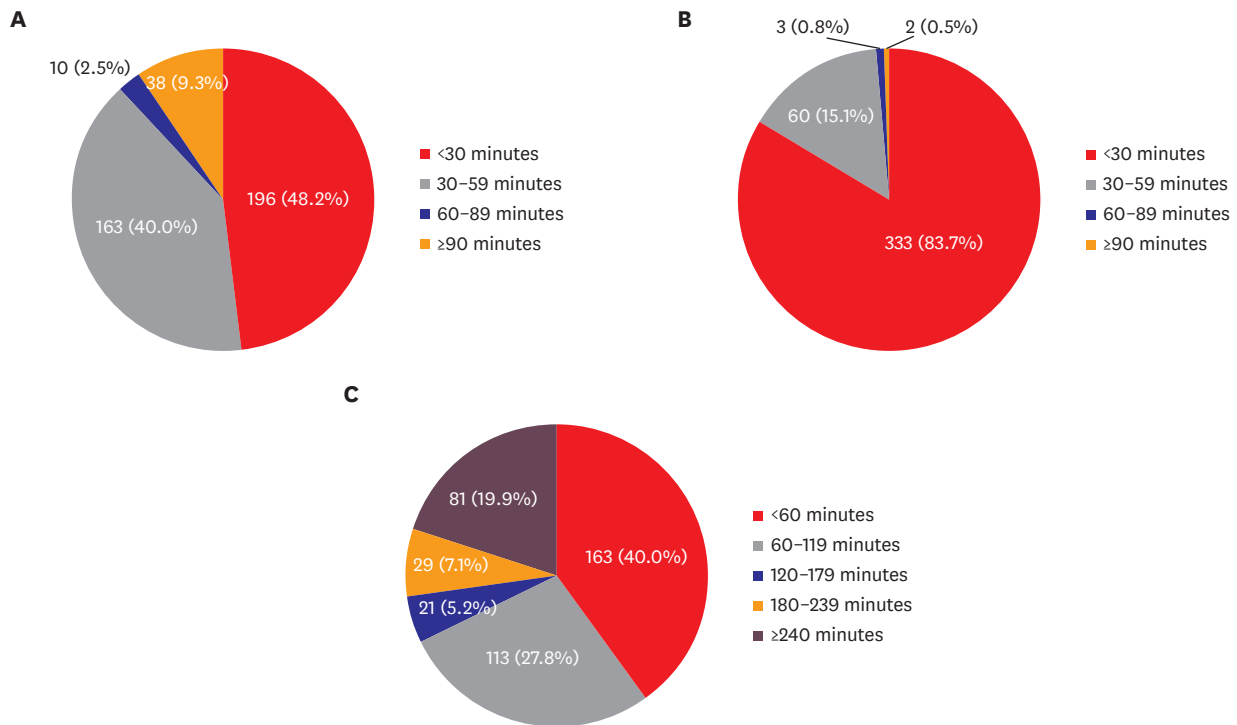 A
10 (2.5%)
38 (9.3%)
196 (48.2%)
163 (40.0%)
<30 minutes
30–59 minutes
60–89 minutes
≥90 minutes
B
3 (0.8%)
2 (0.5%)
60 (15.1%)
333 (83.7%)
<30 minutes
30–59 minutes
60–89 minutes
≥90 minutes
C
81 (19.9%)
163 (40.0%)
29 (7.1%)
21 (5.2%)
113 (27.8%)
<60 minutes
60–119 minutes
120–179 minutes
180–239 minutes
≥240 minutes